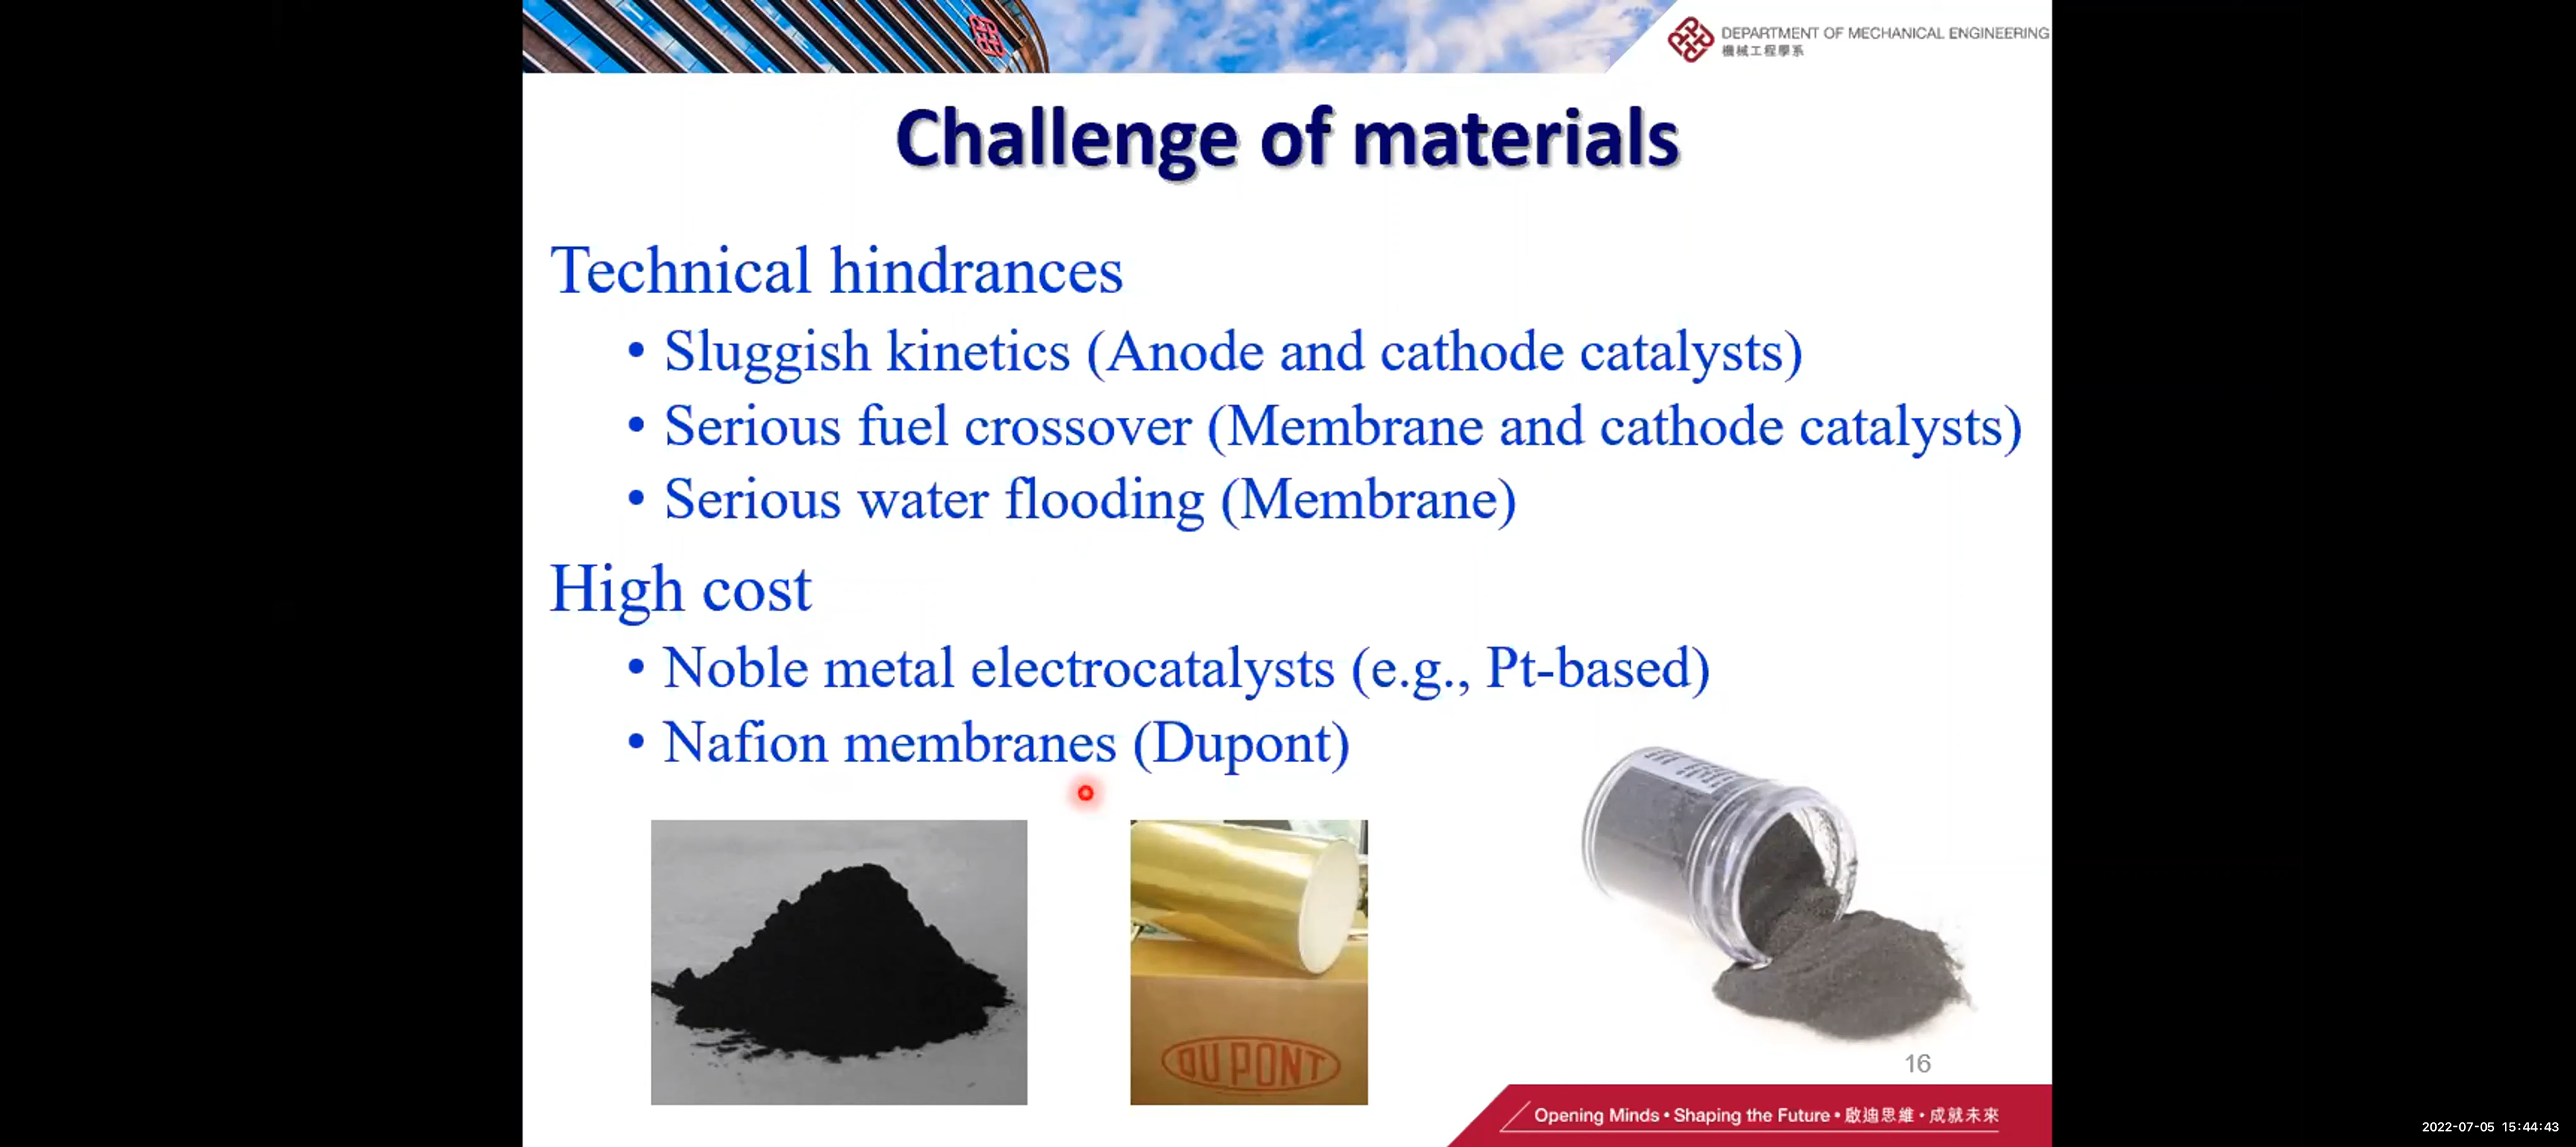 DEPARTMENT OF MECHANICAL ENGINEERING
機械工程學系
Challenge of materials
Technical hindrances
• Sluggish kinetics (Anode and cathode catalysts)
• Serious fuel crossover (Membrane and cathode catalysts)
• Serious water flooding (Membrane)
High cost
• Noble metal electrocatalysts (e.g., Pt-based)
• Nafion membranes (Dupont)
DUPONT
16
Opening Minds • Shaping the Future • 啟迪思維 • 成就未來
2022-07-05 15:44:43